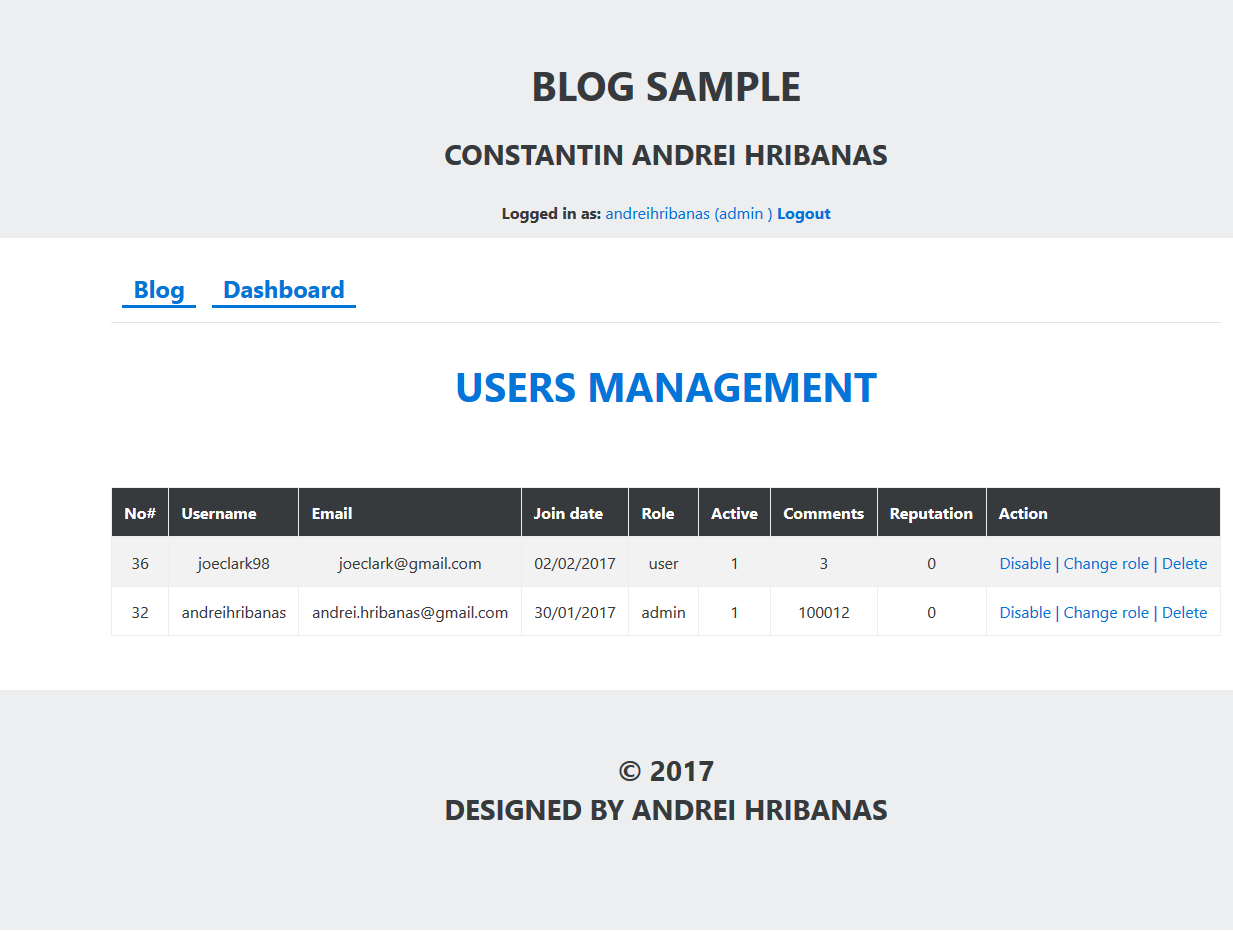 BLOG SAMPLE
CONSTANTIN ANDREI HRIBANAS
Logged in as: andreihribanas (admin ) Logout
Blog Dashboard
USERS MANAGEMENT
No# Username Email Join date Role Active Comments Reputation Action
36 joeclark98 joeclark@gmail.com 02/02/2017 user 1 3 0 Disable | Change role | Delete
32 andreihribanas andrei.hribanas@gmail.com 30/01/2017 admin 1 100012 0 Disable | Change role | Delete
© 2017
DESIGNED BY ANDREI HRIBANAS